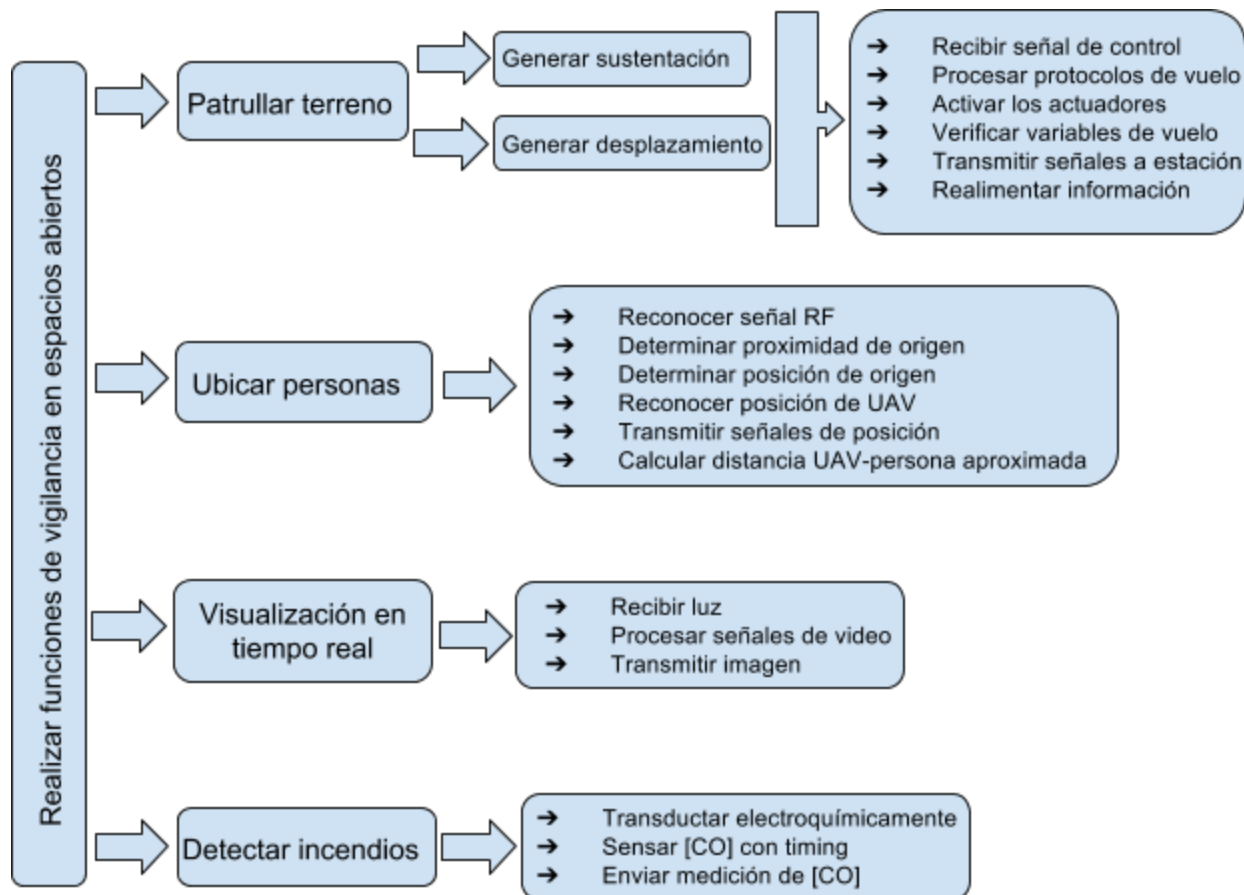 Realizar funciones de vigilancia en espacios abiertos
Patrullar terreno
Generar sustentación
Generar desplazamiento
➔ Recibir señal de control
➔ Procesar protocolos de vuelo
➔ Activar los actuadores
➔ Verificar variables de vuelo
➔ Transmitir señales a estación
➔ Realimentar información
Ubicar personas
➔ Reconocer señal RF
➔ Determinar proximidad de origen
➔ Determinar posición de origen
➔ Reconocer posición de UAV
➔ Transmitir señales de posición
➔ Calcular distancia UAV-persona aproximada
Visualización en
tiempo real
➔ Recibir luz
➔ Procesar señales de video
➔ Transmitir imagen
Detectar incendios
➔ Transductar electroquímicamente
➔ Sensar [CO] con timing
➔ Enviar medición de [CO]